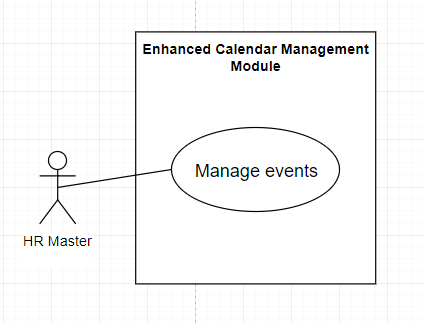 Enhanced Calendar Management
Module
Manage events
HR Master